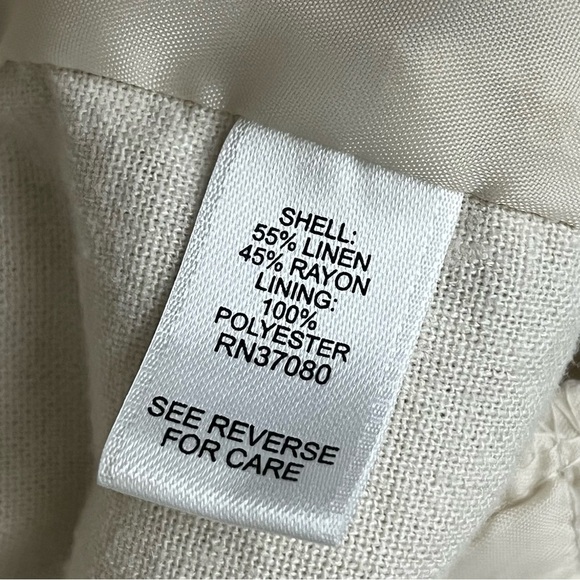 SHELL:
55% LINEN
45% RAYON
LINING:
100%
POLYESTER
RN37080
SEE REVERSE
FOR CARE